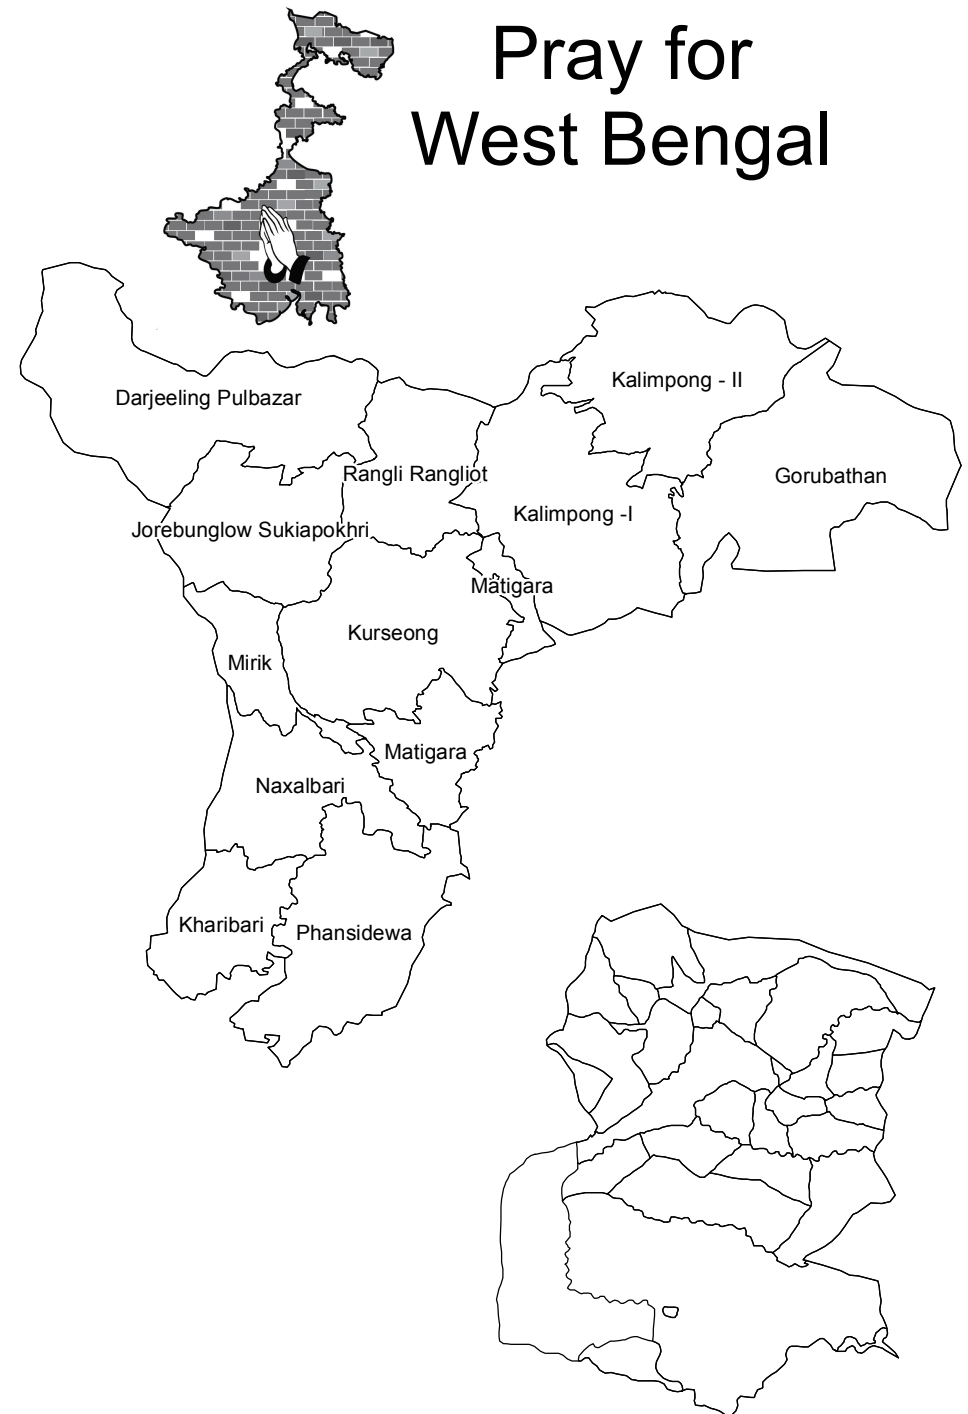 Pray for
West Bengal
Kalimpong - II
Darjeeling Pulbazar
Rangli Rangliot
Gorubathan
Kalimpong -I
Jorebunglow Sukiapokhri
Matigara
Kurseong
Mirik
Matigara
Naxalbari
Kharibari
Phansidewa